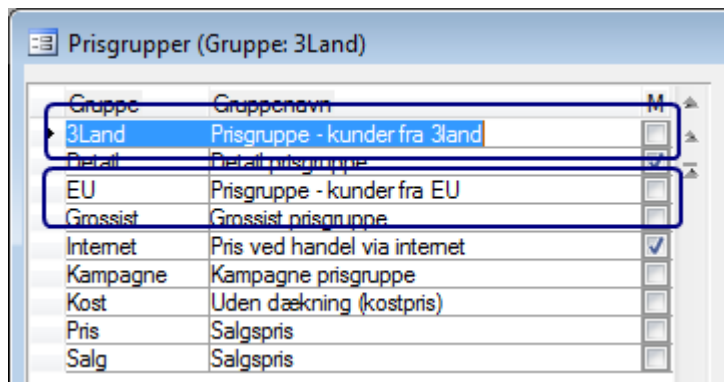 Prisgrupper (Gruppe: 3Land)
Gruppe Gruppenavn M
3Land Prisgruppe - kunder fra 3land
Detail Detail prisgruppe
EU Prisgruppe - kunder fra EU
Grossist Grossist prisgruppe
Internet Pris ved handel via internet
Kampagne Kampagne prisgruppe
Kost Uden dækning (kostpris)
Pris Salgspris
Salg Salgspris